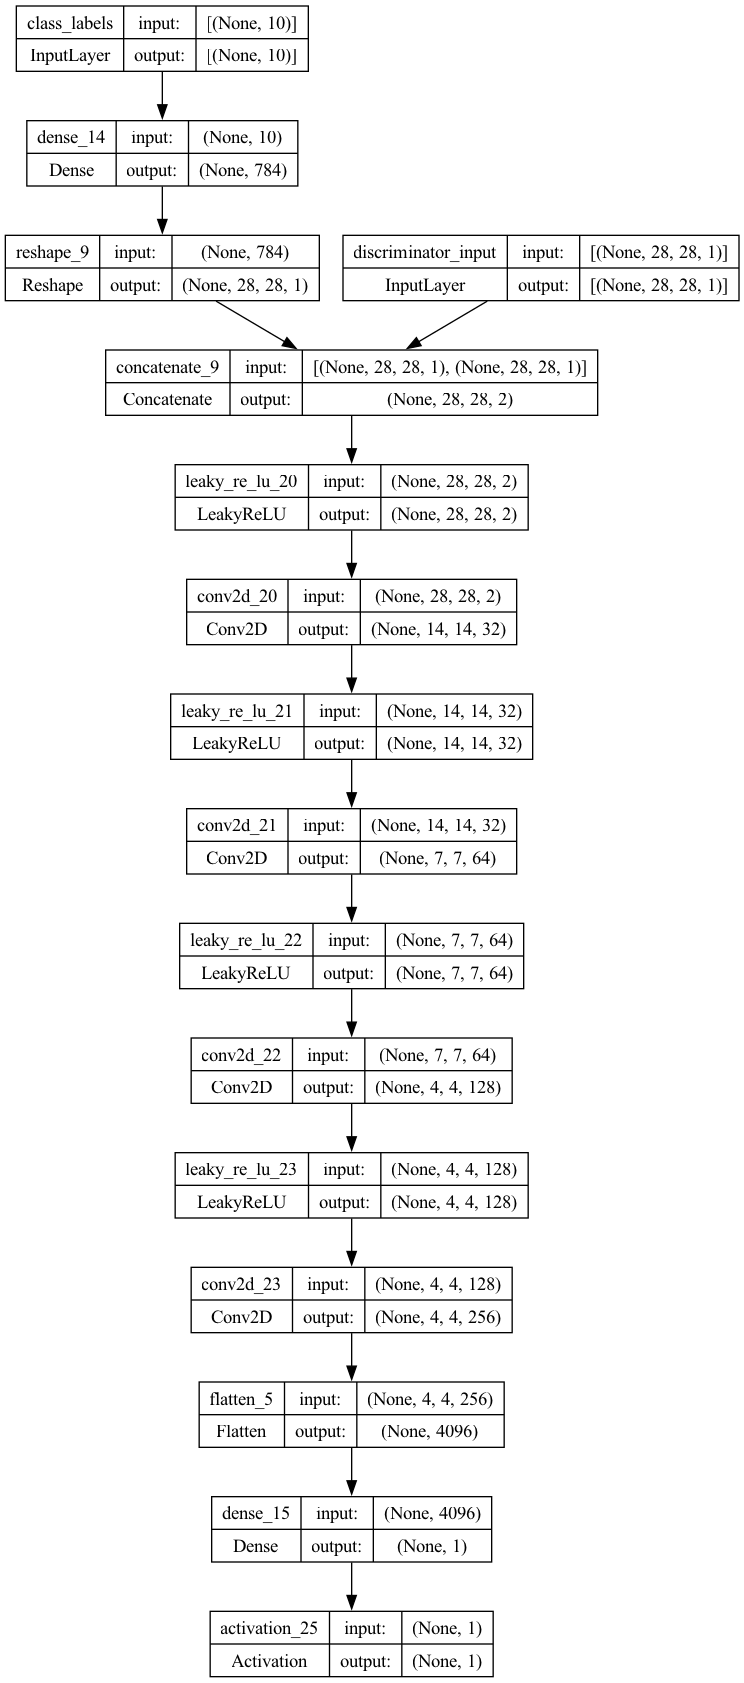 class_labels input: [(None, 10)]
InputLayer output: [(None, 10)]
dense_14 input: (None, 10)
Dense output: (None, 784)
reshape_9 input: (None, 784)
Reshape output: (None, 28, 28, 1)
discriminator_input input: [(None, 28, 28, 1)]
InputLayer output: [(None, 28, 28, 1)]
concatenate_9 input: [(None, 28, 28, 1), (None, 28, 28, 1)]
Concatenate output: (None, 28, 28, 2)
leaky_re_lu_20 input: (None, 28, 28, 2)
LeakyReLU output: (None, 28, 28, 2)
conv2d_20 input: (None, 28, 28, 2)
Conv2D output: (None, 14, 14, 32)
leaky_re_lu_21 input: (None, 14, 14, 32)
LeakyReLU output: (None, 14, 14, 32)
conv2d_21 input: (None, 14, 14, 32)
Conv2D output: (None, 7, 7, 64)
leaky_re_lu_22 input: (None, 7, 7, 64)
LeakyReLU output: (None, 7, 7, 64)
conv2d_22 input: (None, 7, 7, 64)
Conv2D output: (None, 4, 4, 128)
leaky_re_lu_23 input: (None, 4, 4, 128)
LeakyReLU output: (None, 4, 4, 128)
conv2d_23 input: (None, 4, 4, 128)
Conv2D output: (None, 4, 4, 256)
flatten_5 input: (None, 4, 4, 256)
Flatten output: (None, 4096)
dense_15 input: (None, 4096)
Dense output: (None, 1)
activation_25 input: (None, 1)
Activation output: (None, 1)